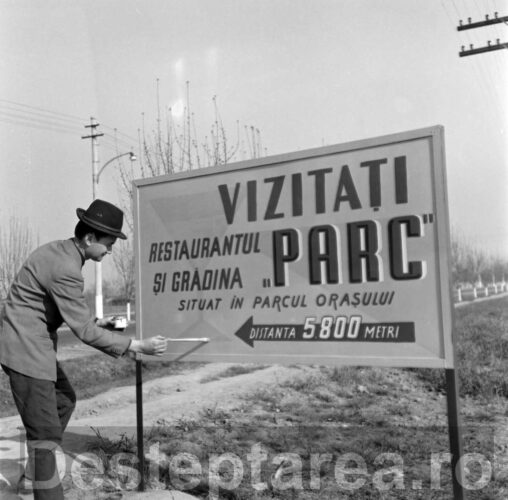 VIZITAȚI
RESTAURANTUL
ȘI GRĂDINA „PARC"
SITUAT ÎN PARCUL ORAȘULUI
DISTANȚA 5800 METRI
Desteptarea.ro